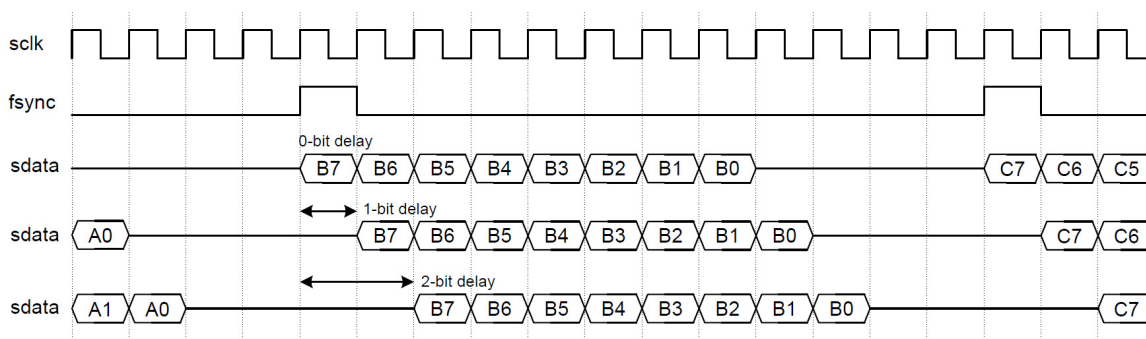 sclk
fsync
0-bit delay
sdata B7 B6 B5 B4 B3 B2 B1 B0 C7 C6 C5
1-bit delay
sdata A0 B7 B6 B5 B4 B3 B2 B1 B0 C7 C6
2-bit delay
sdata A1 A0 B7 B6 B5 B4 B3 B2 B1 B0 C7